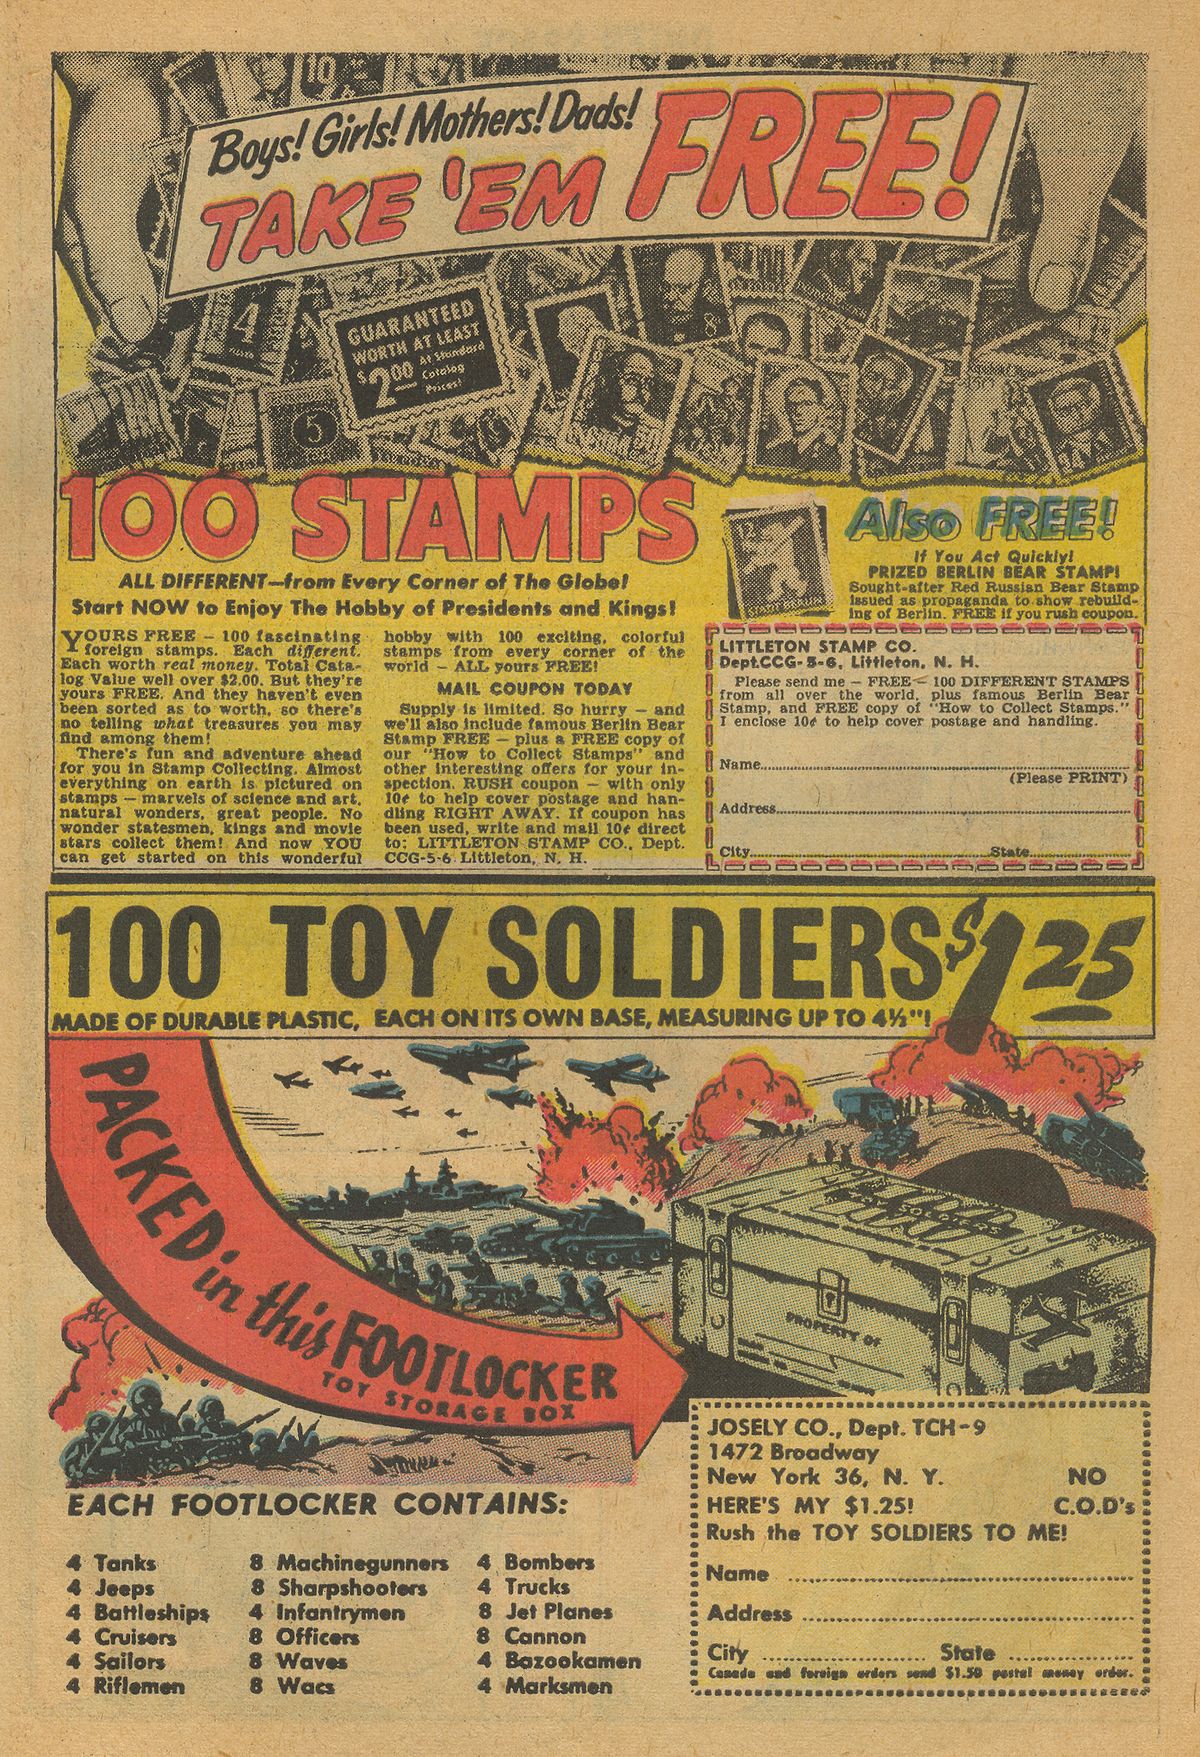 Boys! Girls! Mothers! Dads!
TAKE 'EM FREE!
GUARANTEED
WORTH AT LEAST
$2.00 At Standard
Catalog
Prices!
100 STAMPS
ALL DIFFERENT—from Every Corner of The Globe!
Start NOW to Enjoy The Hobby of Presidents and Kings!
YOURS FREE — 100 fascinating
foreign stamps. Each different.
Each worth real money. Total Cata-
log Value well over $2.00. But they're
yours FREE. And they haven't even
been sorted as to worth, so there's
no telling what treasures you may
find among them!
There's fun and adventure ahead
for you in Stamp Collecting. Almost
everything on earth is pictured on
stamps — marvels of science and art,
natural wonders, great people. No
wonder statesmen, kings and movie
stars collect them! And now YOU
can get started on this wonderful
hobby with 100 exciting, colorful
stamps from every corner of the
world — ALL yours FREE!
MAIL COUPON TODAY
Supply is limited. So hurry — and
we'll also include famous Berlin Bear
Stamp FREE — plus a FREE copy of
our "How to Collect Stamps" and
other interesting offers for your in-
spection. RUSH coupon — with only
10¢ to help cover postage and han-
dling RIGHT AWAY. If coupon has
been used, write and mail 10¢ direct
to: LITTLETON STAMP CO., Dept.
CCG-5-6 Littleton, N. H.
Also FREE!
If You Act Quickly!
PRIZED BERLIN BEAR STAMP!
Sought-after Red Russian Bear Stamp
issued as propaganda to show rebuild-
ing of Berlin. FREE if you rush coupon.
LITTLETON STAMP CO.
Dept.CCG-5-6, Littleton, N. H.
Please send me — FREE — 100 DIFFERENT STAMPS
from all over the world, plus famous Berlin Bear
Stamp, and FREE copy of "How to Collect Stamps."
I enclose 10¢ to help cover postage and handling.
Name
(Please PRINT)
Address
City State
100 TOY SOLDIERS $1.25
MADE OF DURABLE PLASTIC, EACH ON ITS OWN BASE, MEASURING UP TO 4½"!
PACKED in this FOOTLOCKER
TOY STORAGE BOX
PROPERTY OF
EACH FOOTLOCKER CONTAINS:
4 Tanks
4 Jeeps
4 Battleships
4 Cruisers
4 Sailors
4 Riflemen
8 Machinegunners
8 Sharpshooters
4 Infantrymen
8 Officers
8 Waves
8 Wacs
4 Bombers
4 Trucks
8 Jet Planes
8 Cannon
4 Bazookamen
4 Marksmen
JOSELY CO., Dept. TCH-9
1472 Broadway
New York 36, N. Y. NO
HERE'S MY $1.25! C.O.D's
Rush the TOY SOLDIERS TO ME!
Name
Address
City State
Canada and foreign orders send $1.50 postal money order.